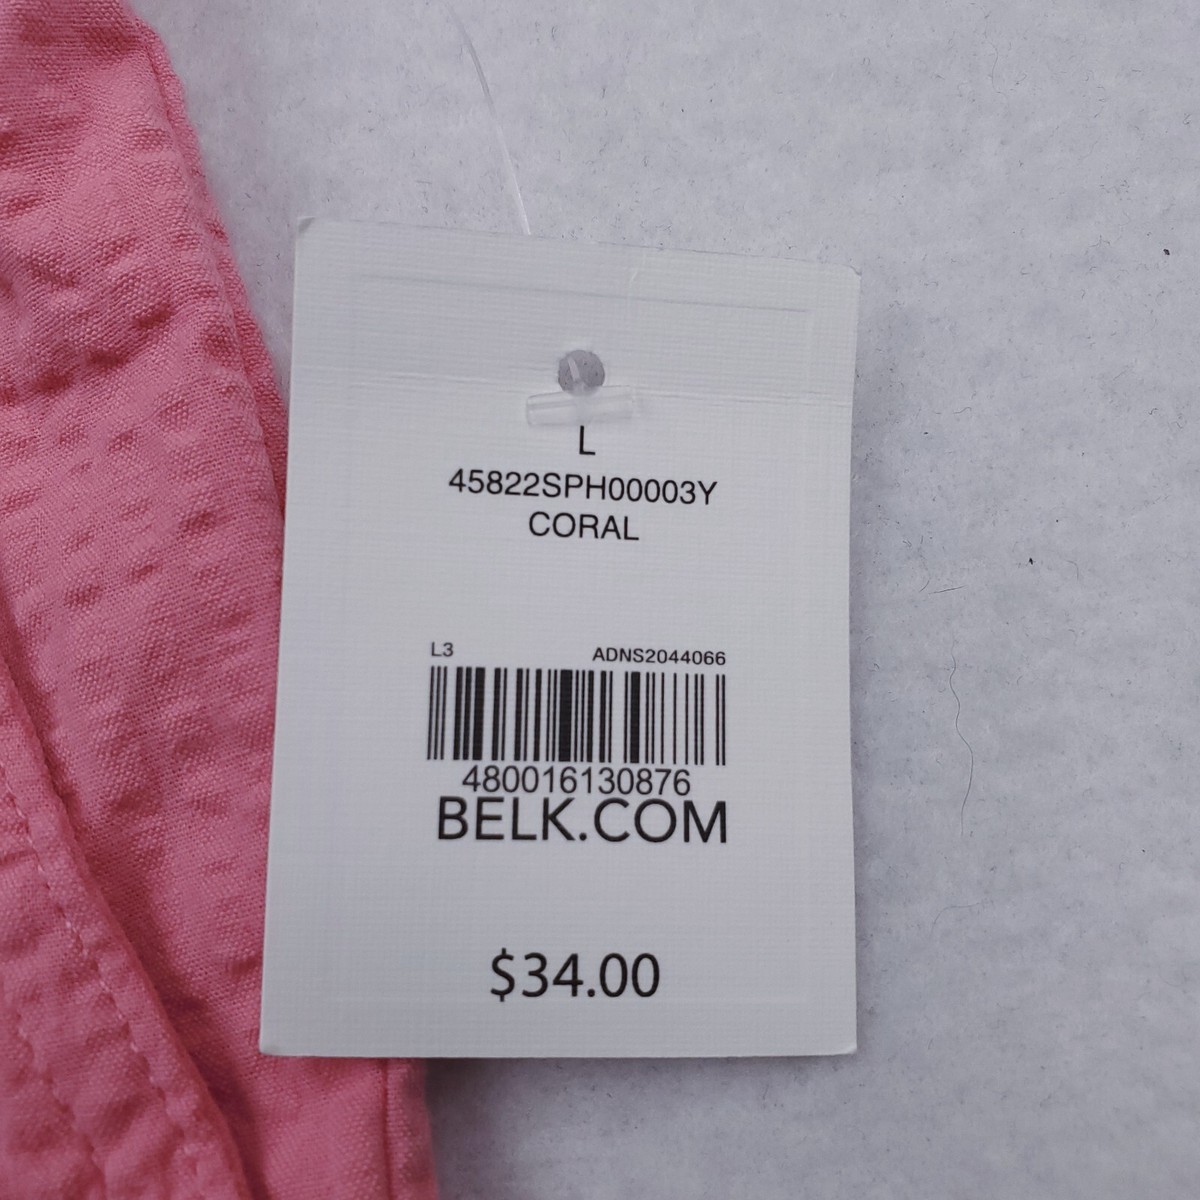 L
45822SPH00003Y
CORAL
L3 ADNS2044066
480016130876
BELK.COM
$34.00